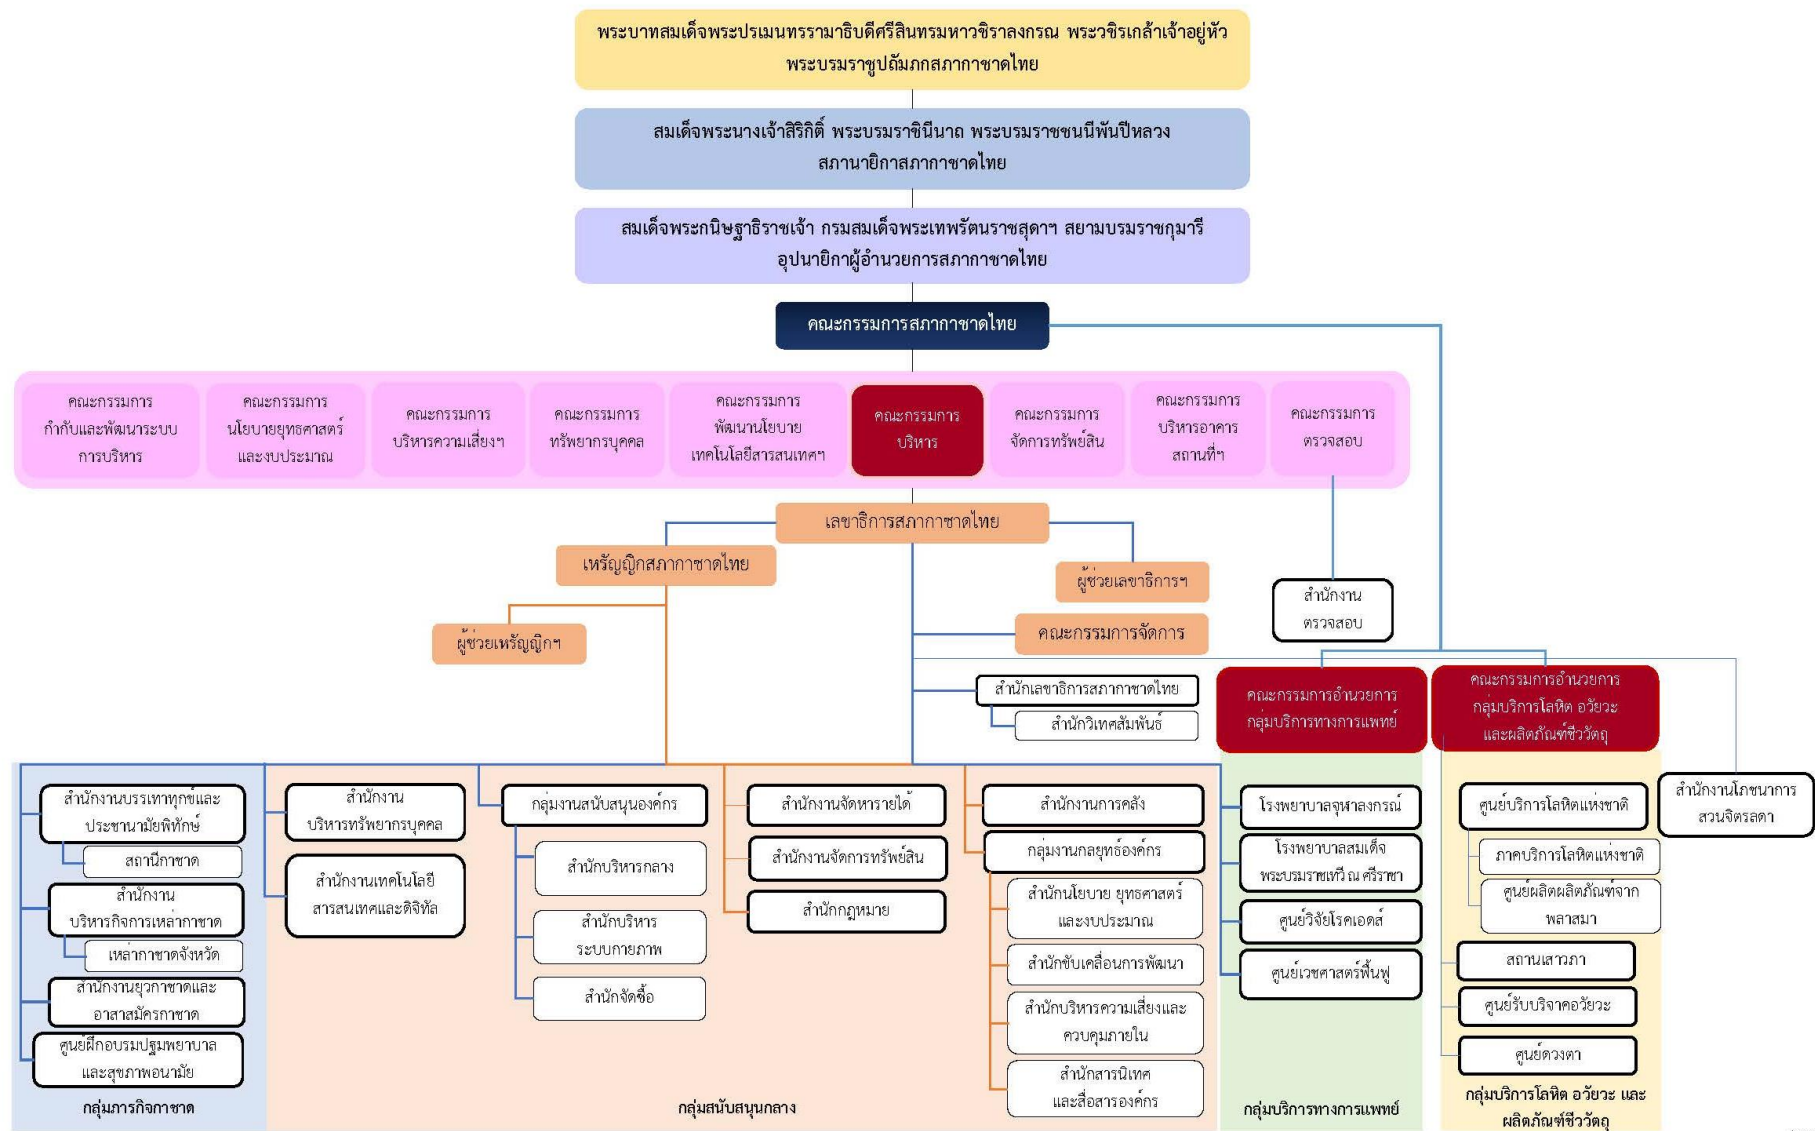 พระบาทสมเด็จพระปรเมนทรรามาธิบดีศรีสินทรมหาวชิราลงกรณ พระวชิรเกล้าเจ้าอยู่หัว
พระบรมราชูปถัมภกสภากาชาดไทย
สมเด็จพระนางเจ้าสิริกิติ์ พระบรมราชินีนาถ พระบรมราชชนนีพันปีหลวง
สภานายิกาสภากาชาดไทย
สมเด็จพระกนิษฐาธิราชเจ้า กรมสมเด็จพระเทพรัตนราชสุดาฯ สยามบรมราชกุมารี
อุปนายิกาผู้อำนวยการสภากาชาดไทย
คณะกรรมการสภากาชาดไทย
คณะกรรมการ
กำกับและพัฒนาระบบ
การบริหาร
คณะกรรมการ
นโยบายยุทธศาสตร์
และงบประมาณ
คณะกรรมการ
บริหารความเสี่ยงฯ
คณะกรรมการ
ทรัพยากรบุคคล
คณะกรรมการ
พัฒนานโยบาย
เทคโนโลยีสารสนเทศฯ
คณะกรรมการ
บริหาร
คณะกรรมการ
จัดการทรัพย์สิน
คณะกรรมการ
บริหารอาคาร
สถานที่ฯ
คณะกรรมการ
ตรวจสอบ
เลขาธิการสภากาชาดไทย
เหรัญญิกสภากาชาดไทย
ผู้ช่วยเลขาธิการฯ
สำนักงาน
ตรวจสอบ
ผู้ช่วยเหรัญญิกฯ
คณะกรรมการจัดการ
สำนักเลขาธิการสภากาชาดไทย
สำนักวิเทศสัมพันธ์
คณะกรรมการอำนวยการ
กลุ่มบริการทางการแพทย์
คณะกรรมการอำนวยการ
กลุ่มบริการโลหิต อวัยวะ
และผลิตภัณฑ์ชีววัตถุ
สำนักงานบรรเทาทุกข์และ
ประชานามัยพิทักษ์
สถานีกาชาด
สำนักงาน
บริหารกิจการเหล่ากาชาด
เหล่ากาชาดจังหวัด
สำนักงานยุวกาชาดและ
อาสาสมัครกาชาด
ศูนย์ฝึกอบรมปฐมพยาบาล
และสุขภาพอนามัย
กลุ่มภารกิจกาชาด
สำนักงาน
บริหารทรัพยากรบุคคล
สำนักงานเทคโนโลยี
สารสนเทศและดิจิทัล
กลุ่มงานสนับสนุนองค์กร
สำนักบริหารกลาง
สำนักบริหาร
ระบบกายภาพ
สำนักจัดซื้อ
สำนักงานจัดหารายได้
สำนักงานจัดการทรัพย์สิน
สำนักกฎหมาย
สำนักงานการคลัง
กลุ่มงานกลยุทธ์องค์กร
สำนักนโยบาย ยุทธศาสตร์
และงบประมาณ
สำนักขับเคลื่อนการพัฒนา
สำนักบริหารความเสี่ยงและ
ควบคุมภายใน
สำนักสารนิเทศ
และสื่อสารองค์กร
กลุ่มสนับสนุนกลาง
โรงพยาบาลจุฬาลงกรณ์
โรงพยาบาลสมเด็จ
พระบรมราชเทวี ณ ศรีราชา
ศูนย์วิจัยโรคเอดส์
ศูนย์เวชศาสตร์ฟื้นฟู
กลุ่มบริการทางการแพทย์
ศูนย์บริการโลหิตแห่งชาติ
ภาคบริการโลหิตแห่งชาติ
ศูนย์ผลิตผลิตภัณฑ์จาก
พลาสมา
สถานเสาวภา
ศูนย์รับบริจาคอวัยวะ
ศูนย์ดวงตา
กลุ่มบริการโลหิต อวัยวะ และ
ผลิตภัณฑ์ชีววัตถุ
สำนักงานโภชนาการ
สวนจิตรลดา